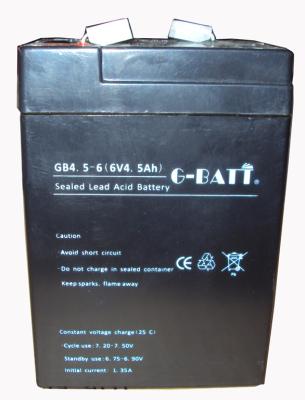 GB4.5-6(6V4.5Ah)
G-BATT®
Sealed Lead Acid Battery
Caution
·Avoid short circuit
·Do not charge in sealed container
Keep sparks, flame away
CE
Pb
Constant voltage charge(25 C)
·Cycle use: 7.20-7.50V
Standby use: 6.75-6.90V
Initial current: 1.35A